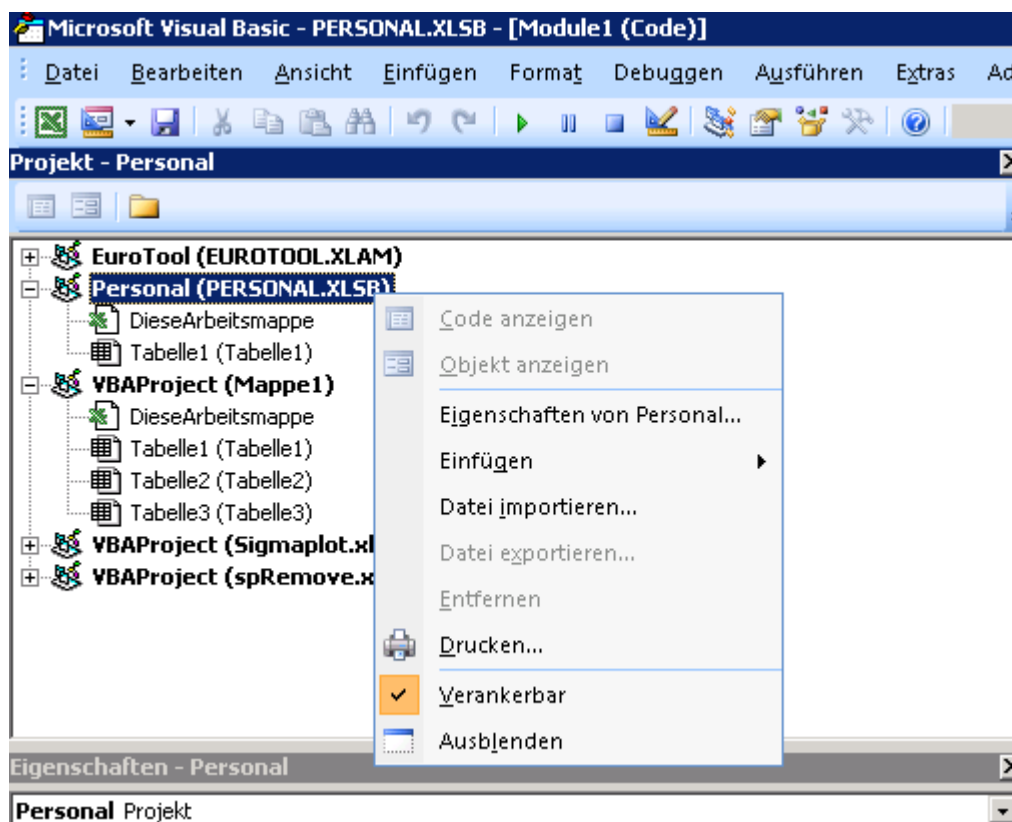 Microsoft Visual Basic - PERSONAL.XLSB - [Module1 (Code)]
Datei Bearbeiten Ansicht Einfügen Format Debuggen Ausführen Extras Ad
Projekt - Personal
EuroTool (EUROTOOL.XLAM)
Personal (PERSONAL.XLSB)
DieseArbeitsmappe
Tabelle1 (Tabelle1)
VBAProject (Mappe1)
DieseArbeitsmappe
Tabelle1 (Tabelle1)
Tabelle2 (Tabelle2)
Tabelle3 (Tabelle3)
VBAProject (Sigmaplot.xl
VBAProject (spRemove.x
Code anzeigen
Objekt anzeigen
Eigenschaften von Personal...
Einfügen
Datei importieren...
Datei exportieren...
Entfernen
Drucken...
Verankerbar
Ausblenden
Eigenschaften - Personal
Personal Projekt